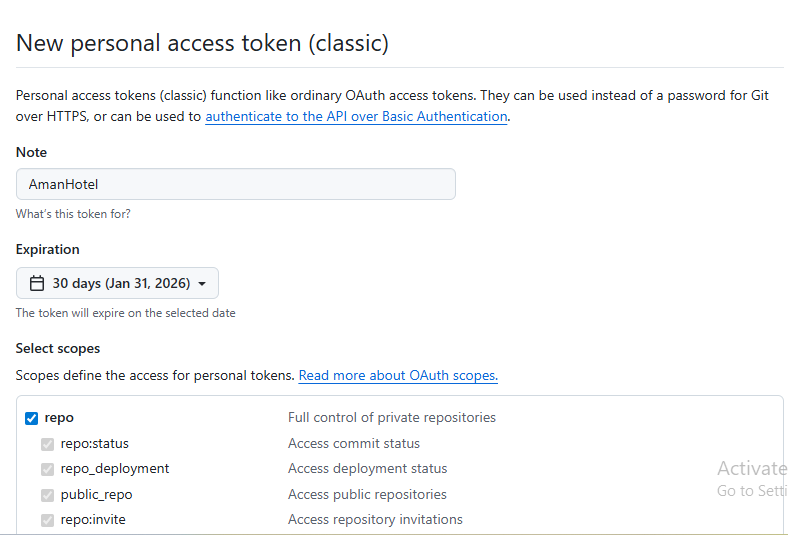 New personal access token (classic)
Personal access tokens (classic) function like ordinary OAuth access tokens. They can be used instead of a password for Git
over HTTPS, or can be used to authenticate to the API over Basic Authentication.
Note
AmanHotel
What's this token for?
Expiration
30 days (Jan 31, 2026)
The token will expire on the selected date
Select scopes
Scopes define the access for personal tokens. Read more about OAuth scopes.
repo Full control of private repositories
repo:status Access commit status
repo_deployment Access deployment status
public_repo Access public repositories
repo:invite Access repository invitations
Activate
Go to Setti